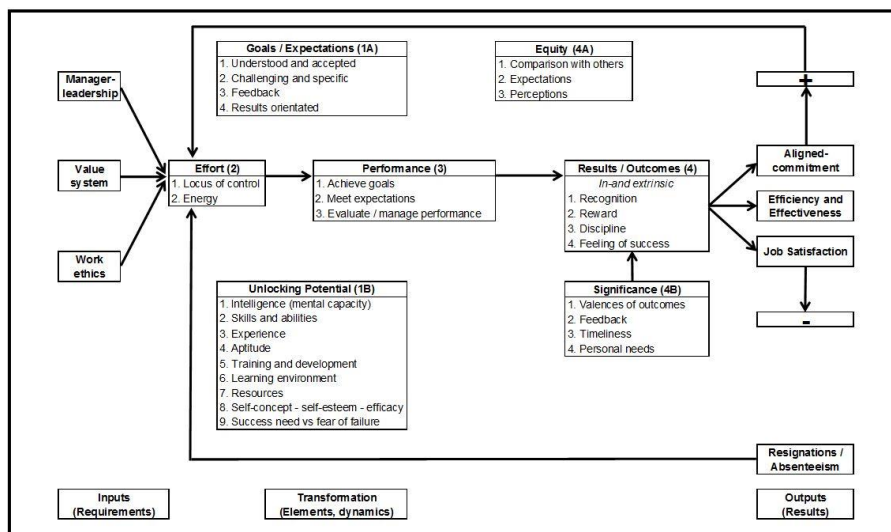 Goals / Expectations (1A)
1. Understood and accepted
2. Challenging and specific
3. Feedback
4. Results orientated
Equity (4A)
1. Comparison with others
2. Expectations
3. Perceptions
+
Manager-
leadership
Value
system
Work
ethics
Effort (2)
1. Locus of control
2. Energy
Performance (3)
1. Achieve goals
2. Meet expectations
3. Evaluate / manage performance
Results / Outcomes (4)
In-and extrinsic
1. Recognition
2. Reward
3. Discipline
4. Feeling of success
Aligned-
commitment
Efficiency and
Effectiveness
Job Satisfaction
-
Unlocking Potential (1B)
1. Intelligence (mental capacity)
2. Skills and abilities
3. Experience
4. Aptitude
5. Training and development
6. Learning environment
7. Resources
8. Self-concept - self-esteem - efficacy
9. Success need vs fear of failure
Significance (4B)
1. Valences of outcomes
2. Feedback
3. Timeliness
4. Personal needs
Resignations /
Absenteeism
Inputs
(Requirements)
Transformation
(Elements, dynamics)
Outputs
(Results)